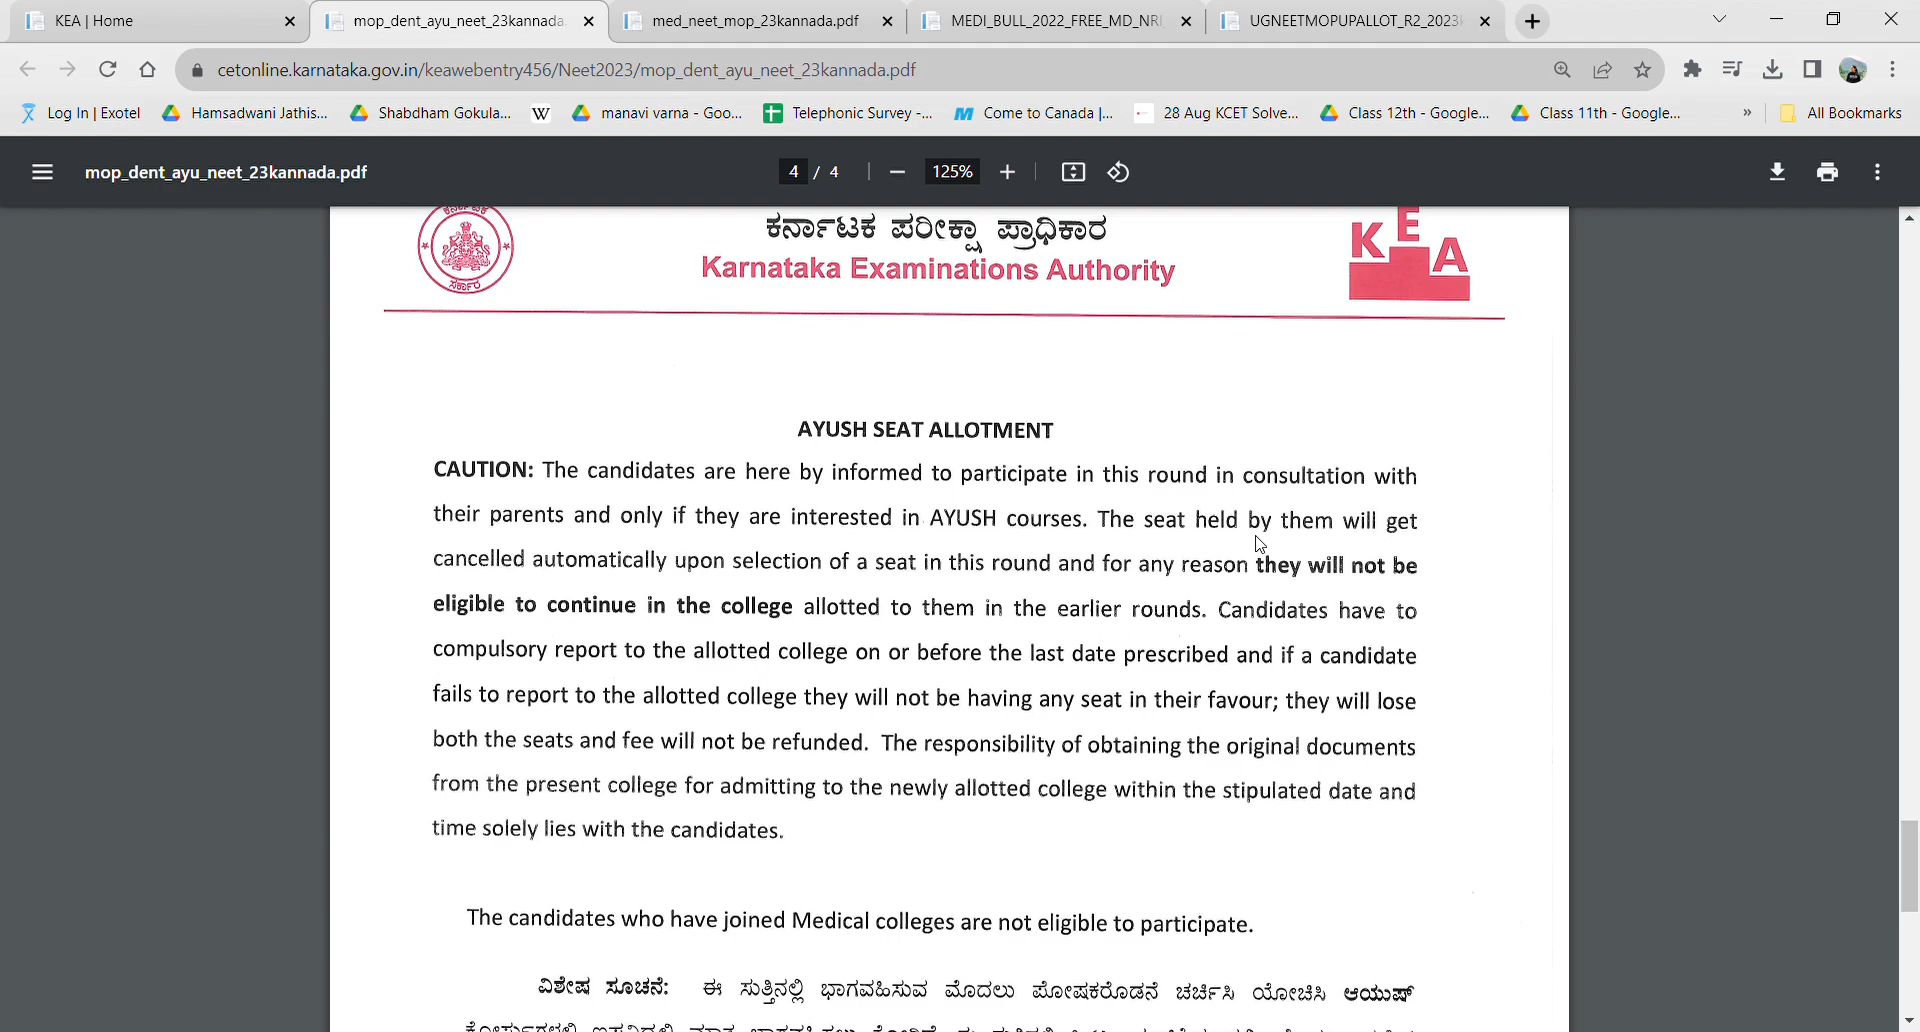 KEA | Home
mop_dent_ayu_neet_23kannada.
med_neet_mop_23kannada.pdf
MEDI_BULL_2022_FREE_MD_NRI
UGNEETMOPUPALLOT_R2_2023
cetonline.karnataka.gov.in/keawebentry456/Neet2023/mop_dent_ayu_neet_23kannada.pdf
Log In | Exotel
Hamsadwani Jathis...
Shabdham Gokula...
W
manavi varna - Goo...
Telephonic Survey -...
Come to Canada |...
28 Aug KCET Solve...
Class 12th - Google...
Class 11th - Google...
»
All Bookmarks
mop_dent_ayu_neet_23kannada.pdf
4 / 4
125%
ಕರ್ನಾಟಕ
ಸರ್ಕಾರ
ಕರ್ನಾಟಕ ಪರೀಕ್ಷಾ ಪ್ರಾಧಿಕಾರ
Karnataka Examinations Authority
KEA
AYUSH SEAT ALLOTMENT
CAUTION: The candidates are here by informed to participate in this round in consultation with
their parents and only if they are interested in AYUSH courses. The seat held by them will get
cancelled automatically upon selection of a seat in this round and for any reason they will not be
eligible to continue in the college allotted to them in the earlier rounds. Candidates have to
compulsory report to the allotted college on or before the last date prescribed and if a candidate
fails to report to the allotted college they will not be having any seat in their favour; they will lose
both the seats and fee will not be refunded. The responsibility of obtaining the original documents
from the present college for admitting to the newly allotted college within the stipulated date and
time solely lies with the candidates.
The candidates who have joined Medical colleges are not eligible to participate.
ವಿಶೇಷ ಸೂಚನೆ: ಈ ಸುತ್ತಿನಲ್ಲಿ ಭಾಗವಹಿಸುವ ಮೊದಲು ಪೋಷಕರೊಡನೆ ಚರ್ಚಿಸಿ ಯೋಚಿಸಿ ಆಯುಷ್